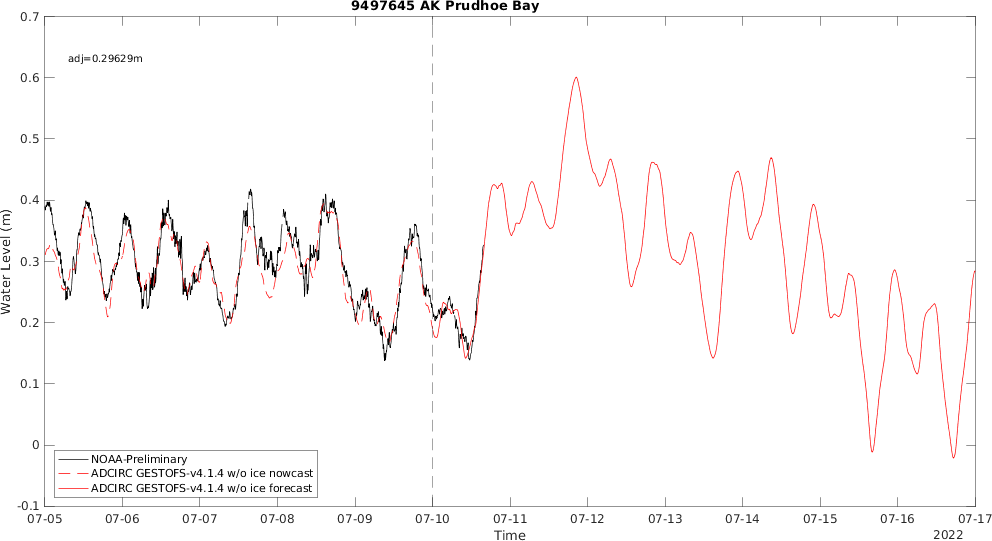 9497645 AK Prudhoe Bay
adj=0.29629m
Water Level (m)
0.7
0.6
0.5
0.4
0.3
0.2
0.1
0
-0.1
NOAA-Preliminary
ADCIRC GESTOFS-v4.1.4 w/o ice nowcast
ADCIRC GESTOFS-v4.1.4 w/o ice forecast
07-05 07-06 07-07 07-08 07-09 07-10 07-11 07-12 07-13 07-14 07-15 07-16 07-17
Time
2022